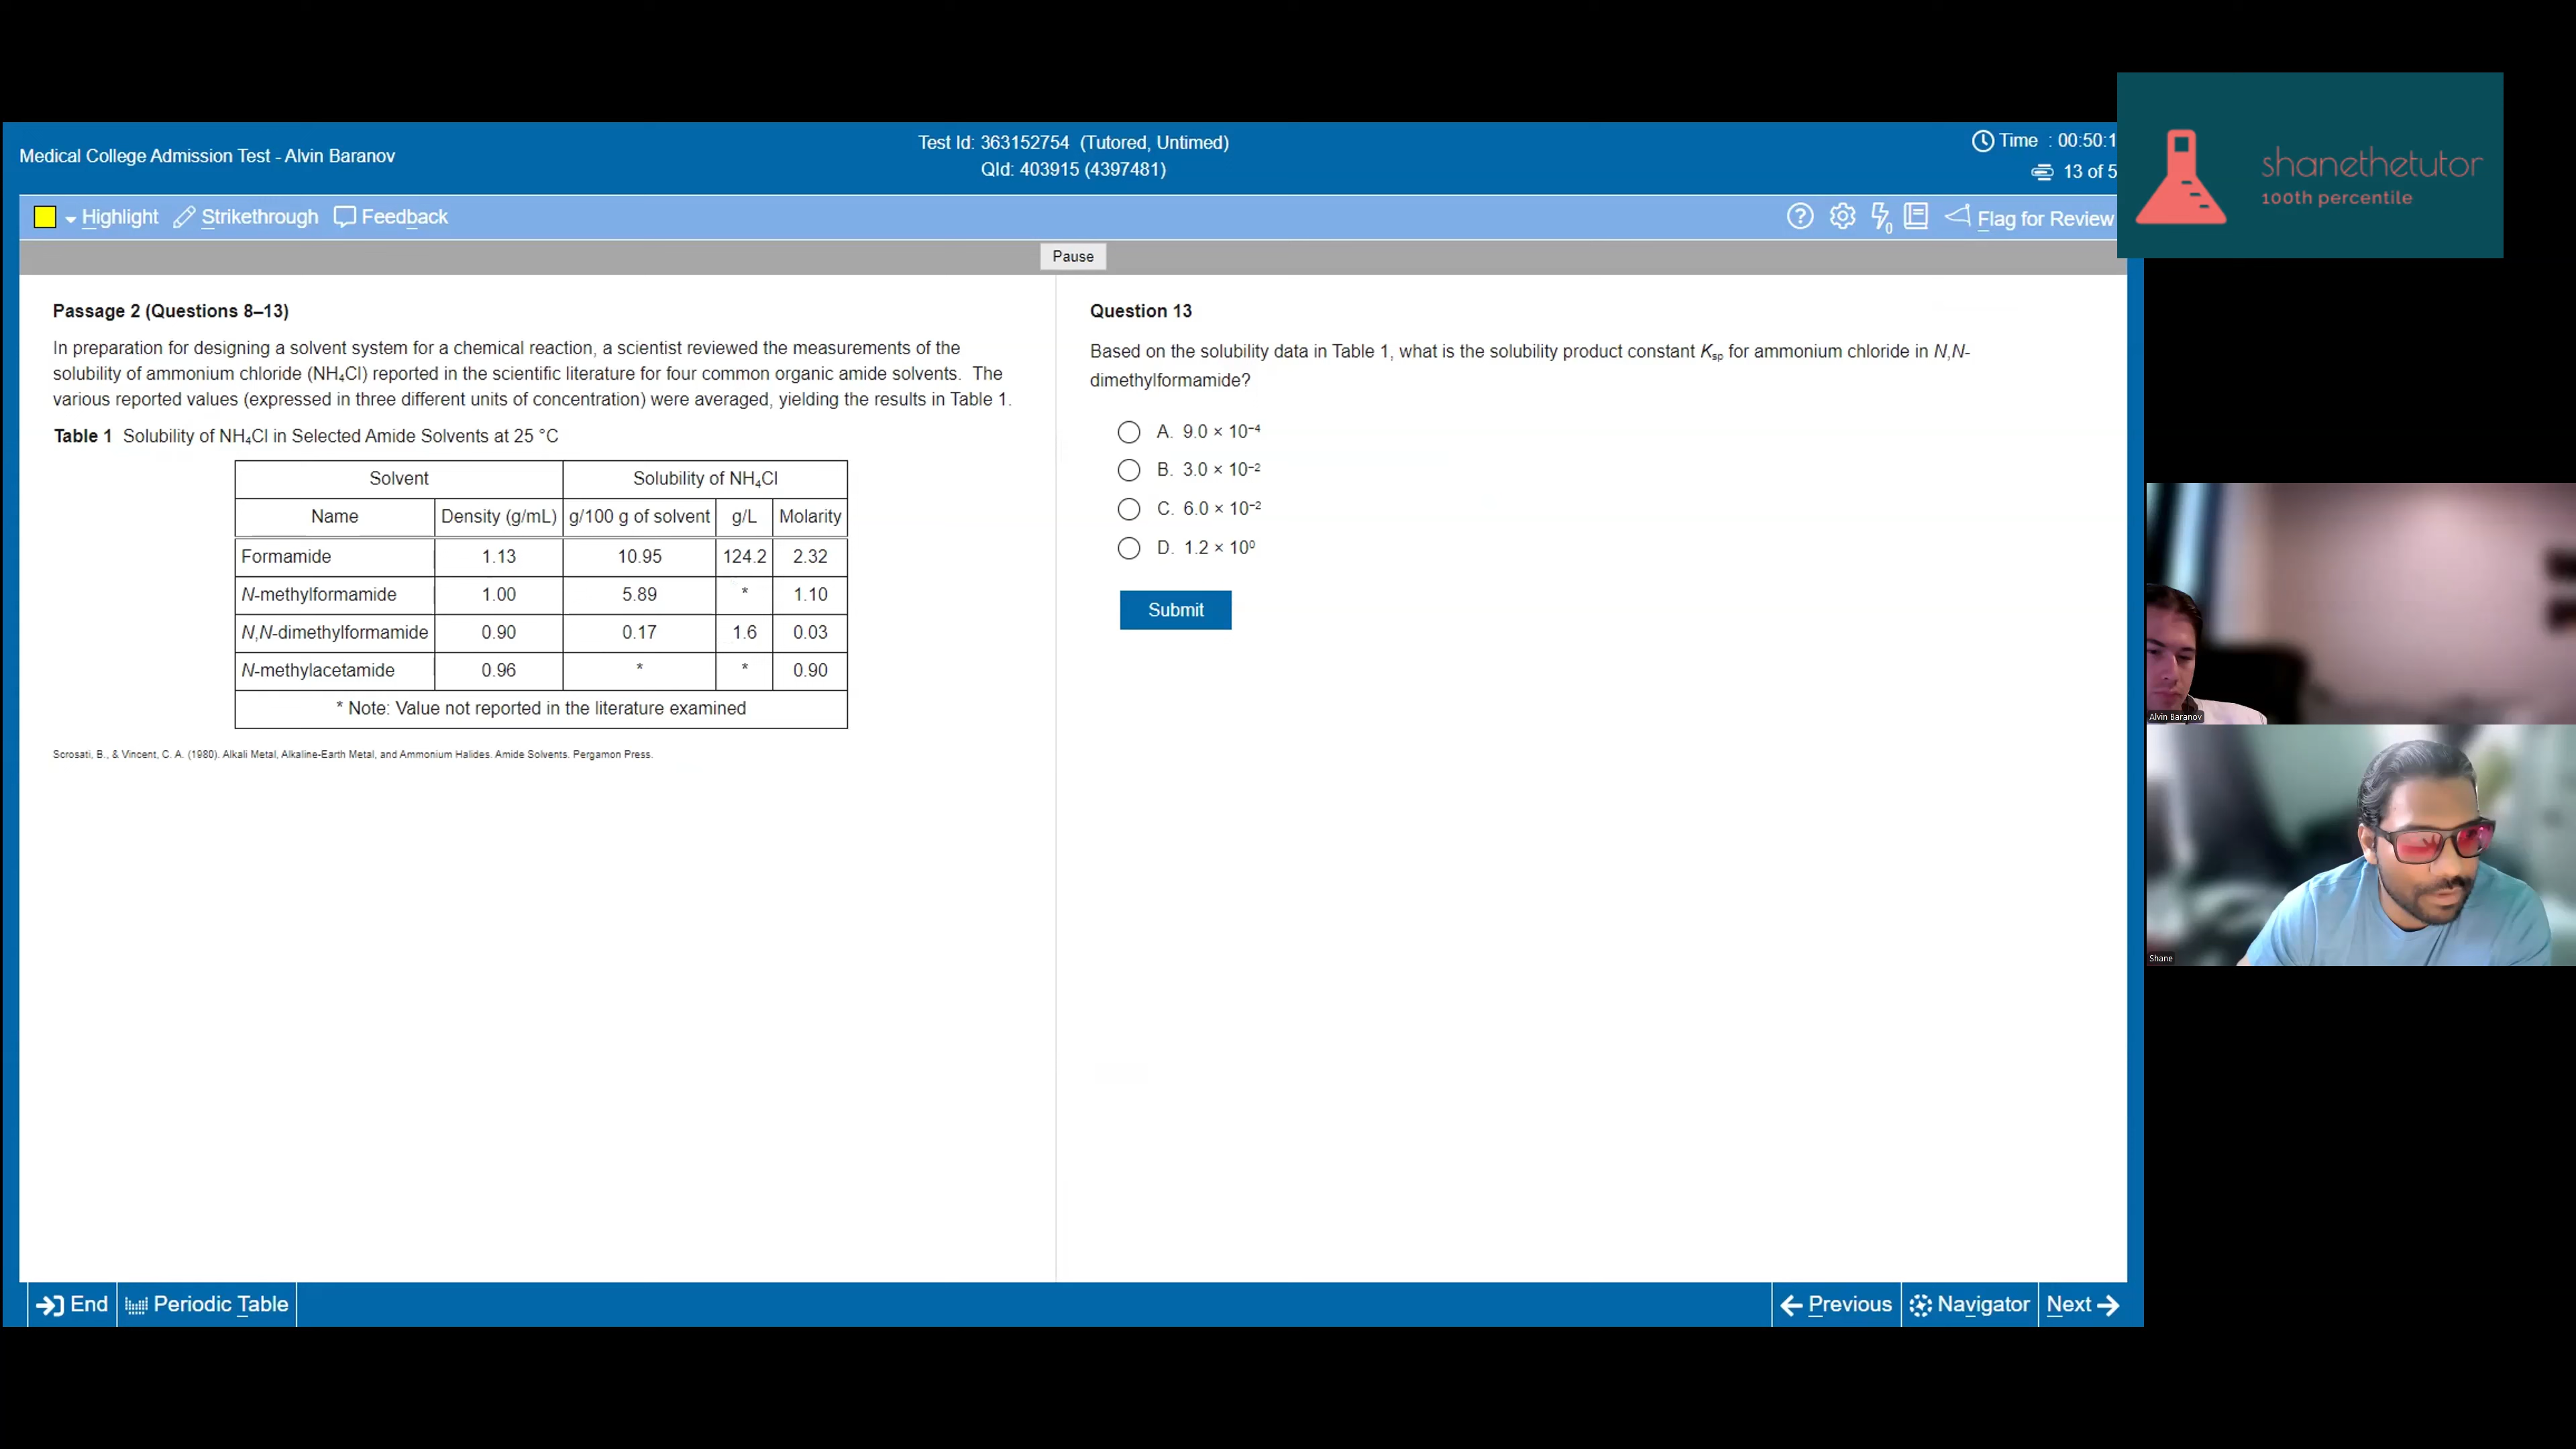 Medical College Admission Test - Alvin Baranov
Test Id: 363152754 (Tutored, Untimed)
QId: 403915 (4397481)
Time : 00:50:1
13 of 5
shanethetutor
100th percentile
Highlight Strikethrough Feedback
0 Flag for Review
Pause
Passage 2 (Questions 8–13)
In preparation for designing a solvent system for a chemical reaction, a scientist reviewed the measurements of the
solubility of ammonium chloride (NH₄Cl) reported in the scientific literature for four common organic amide solvents. The
various reported values (expressed in three different units of concentration) were averaged, yielding the results in Table 1.
Table 1 Solubility of NH₄Cl in Selected Amide Solvents at 25 °C
Solvent Solubility of NH₄Cl
Name Density (g/mL) g/100 g of solvent g/L Molarity
Formamide 1.13 10.95 124.2 2.32
N-methylformamide 1.00 5.89 * 1.10
N,N-dimethylformamide 0.90 0.17 1.6 0.03
N-methylacetamide 0.96 * * 0.90
* Note: Value not reported in the literature examined
Scrosati, B., & Vincent, C. A. (1980). Alkali Metal, Alkaline-Earth Metal, and Ammonium Halides. Amide Solvents. Pergamon Press.
Question 13
Based on the solubility data in Table 1, what is the solubility product constant Ksp for ammonium chloride in N,N-
dimethylformamide?
A. 9.0 × 10⁻⁴
B. 3.0 × 10⁻²
C. 6.0 × 10⁻²
D. 1.2 × 10⁰
Submit
Alvin Baranov
Shane
End Periodic Table
Previous Navigator Next